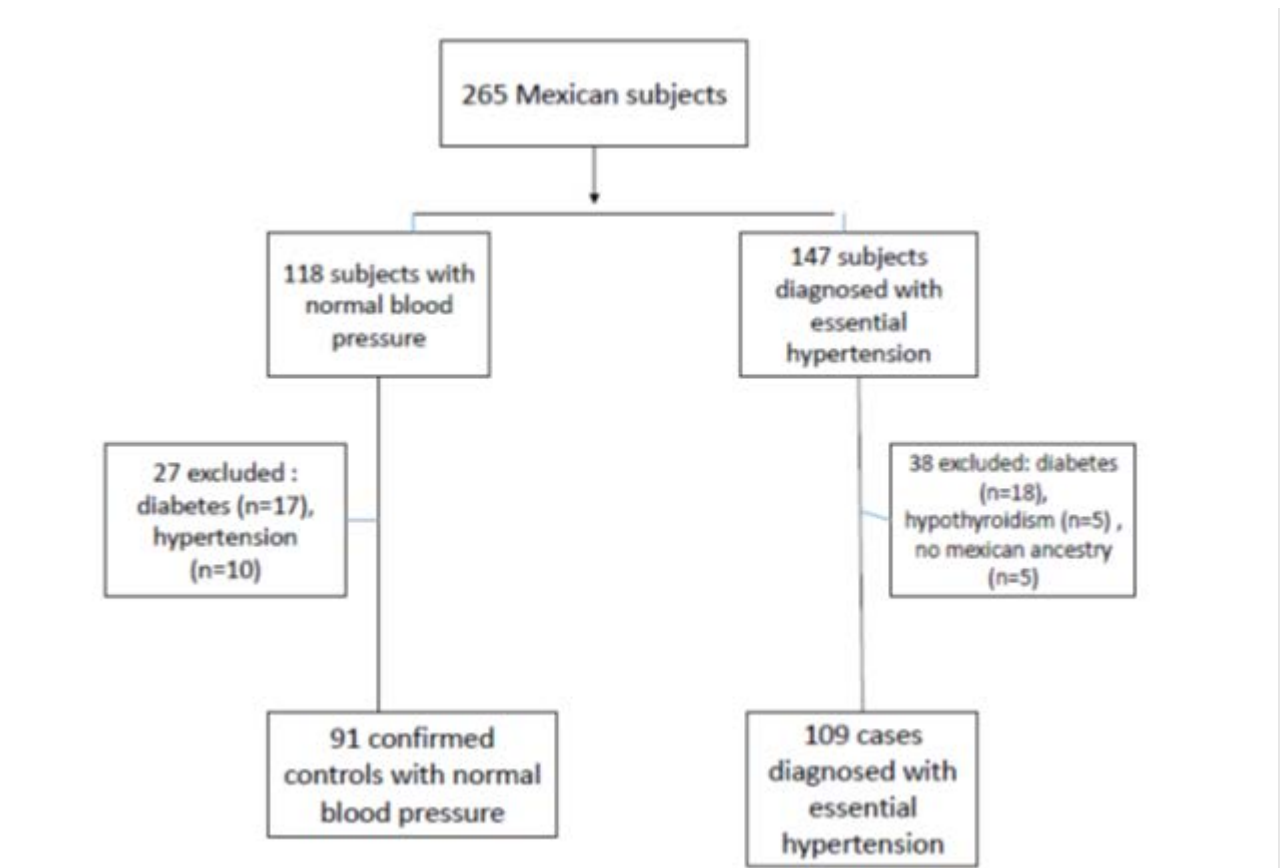 265 Mexican subjects
118 subjects with
normal blood
pressure
147 subjects
diagnosed with
essential
hypertension
27 excluded :
diabetes (n=17),
hypertension
(n=10)
38 excluded: diabetes
(n=18),
hypothyroidism (n=5) ,
no mexican ancestry
(n=5)
91 confirmed
controls with normal
blood pressure
109 cases
diagnosed with
essential
hypertension